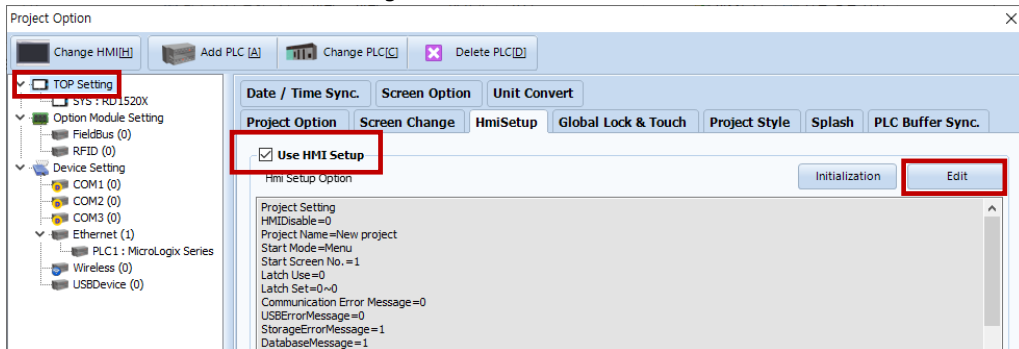 Project Option
Change HMI[H]
Add PLC [A]
Change PLC[C]
Delete PLC[D]
TOP Setting
SYS : RD1520X
Option Module Setting
FieldBus (0)
RFID (0)
Device Setting
COM1 (0)
COM2 (0)
COM3 (0)
Ethernet (1)
PLC1 : MicroLogix Series
Wireless (0)
USBDevice (0)
Date / Time Sync.
Screen Option
Unit Convert
Project Option
Screen Change
HmiSetup
Global Lock & Touch
Project Style
Splash
PLC Buffer Sync.
Use HMI Setup
Hmi Setup Option
Initialization
Edit
Project Setting
HMIDisable=0
Project Name=New project
Start Mode=Menu
Start Screen No.=1
Latch Use=0
Latch Set=0~0
Communication Error Message=0
USBErrorMessage=0
StorageErrorMessage=1
DatabaseMessage=1